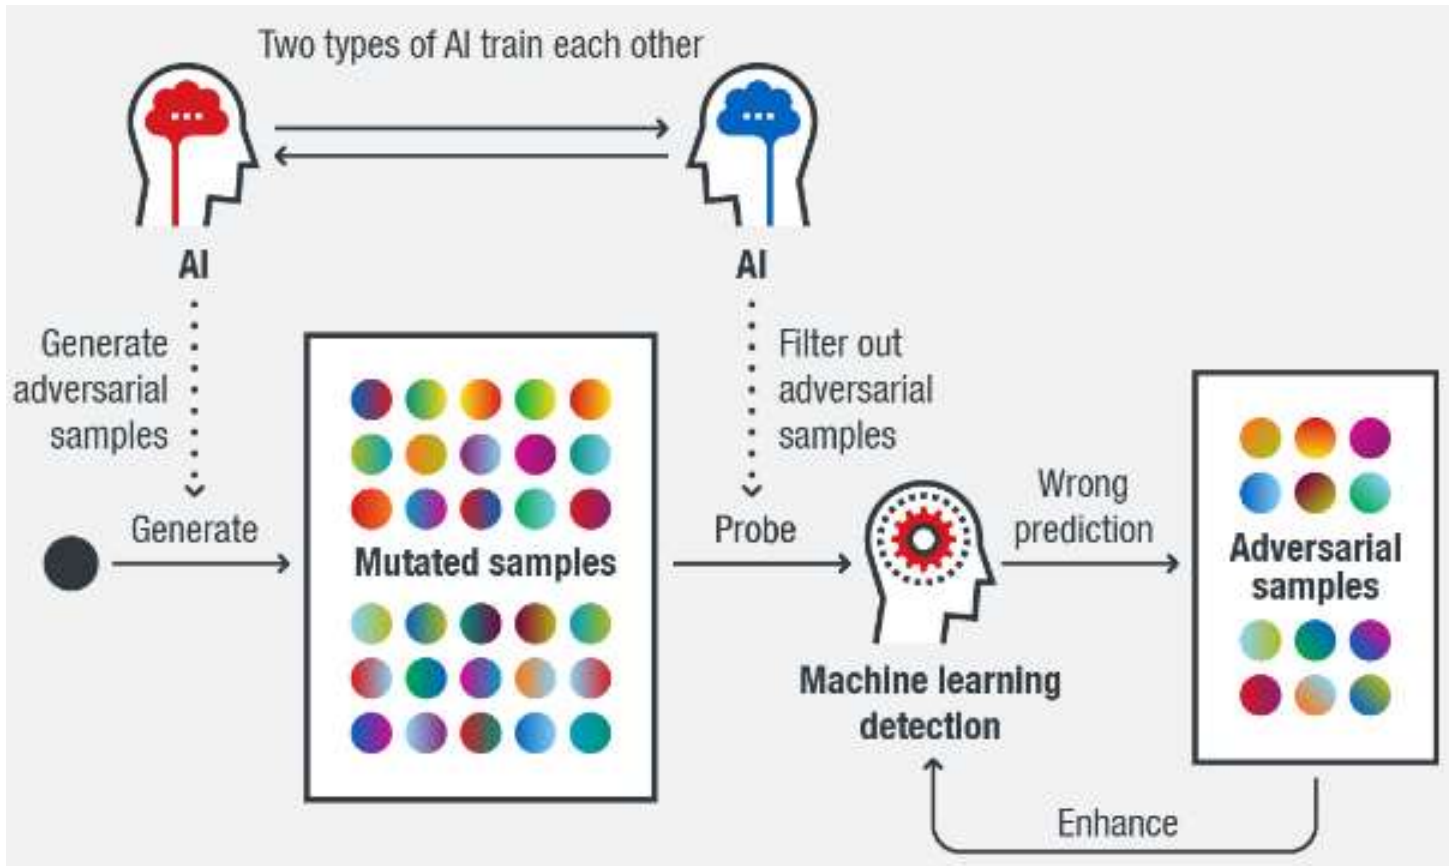 Two types of AI train each other
AI
AI
Generate
adversarial
samples
Filter out
adversarial
samples
Generate
Mutated samples
Probe
Wrong
prediction
Adversarial
samples
Machine learning
detection
Enhance